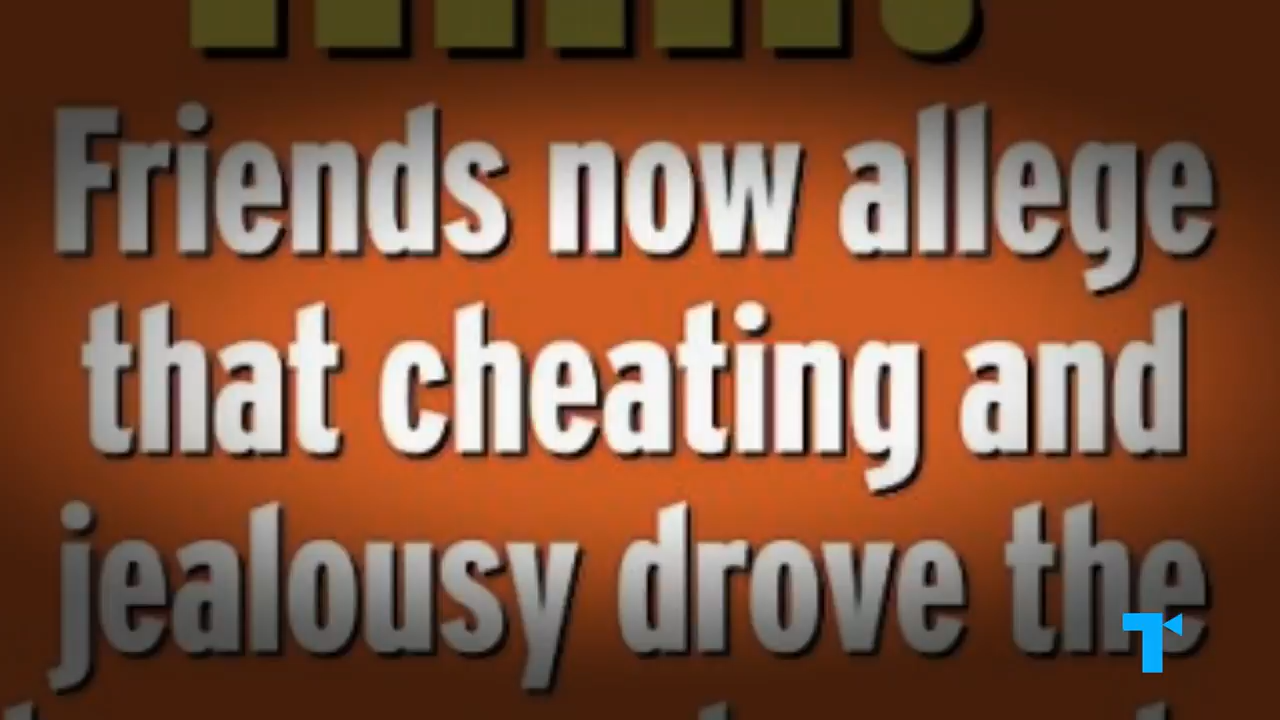 Friends now allege
that cheating and
jealousy drove the